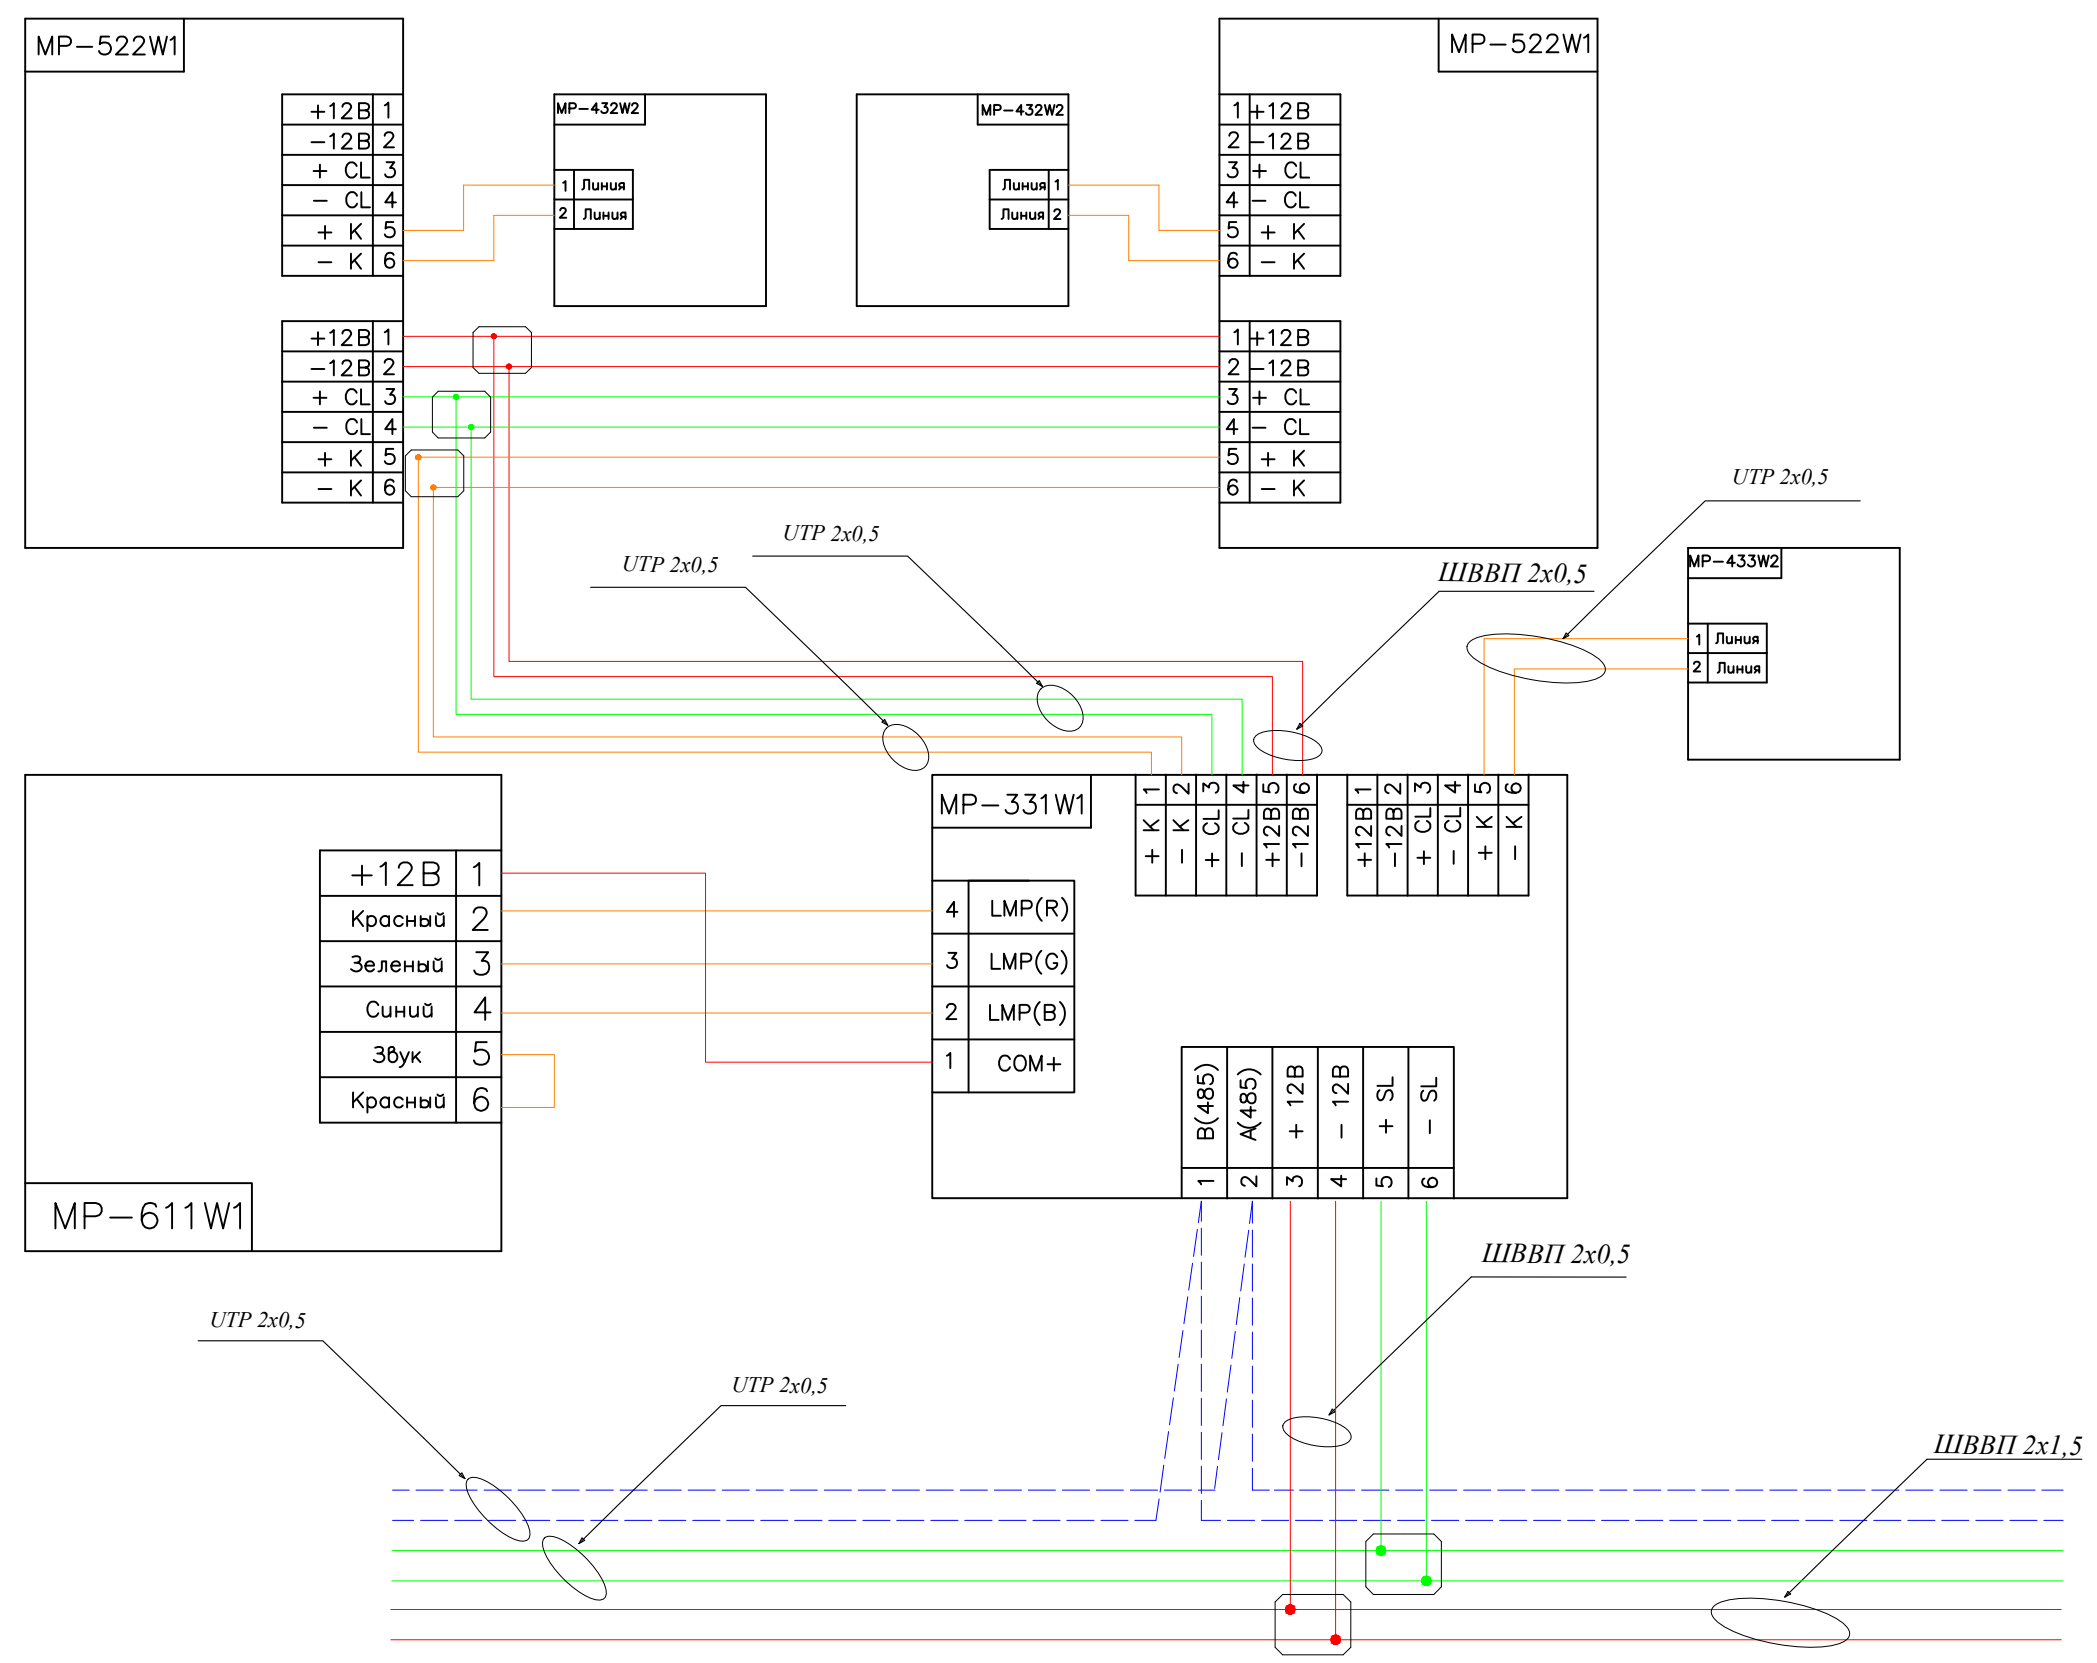 MP-522W1
+12В 1
-12В 2
+ CL 3
- CL 4
+ K 5
- K 6
+12В 1
-12В 2
+ CL 3
- CL 4
+ K 5
- K 6
MP-432W2
1 Линия
2 Линия
MP-432W2
Линия 1
Линия 2
MP-522W1
1 +12В
2 -12В
3 + CL
4 - CL
5 + K
6 - K
1 +12В
2 -12В
3 + CL
4 - CL
5 + K
6 - K
UTP 2x0,5
UTP 2x0,5
UTP 2x0,5
ШВВП 2x0,5
MP-433W2
1 Линия
2 Линия
MP-611W1
+12В 1
Красный 2
Зеленый 3
Синий 4
Звук 5
Красный 6
MP-331W1
+ K 1
- K 2
+ CL 3
- CL 4
+12В 5
-12В 6
+12В 1
-12В 2
+ CL 3
- CL 4
+ K 5
- K 6
4 LMP(R)
3 LMP(G)
2 LMP(B)
1 COM+
1 B(485)
2 A(485)
3 + 12В
4 - 12В
5 + SL
6 - SL
ШВВП 2x0,5
UTP 2x0,5
UTP 2x0,5
ШВВП 2x1,5